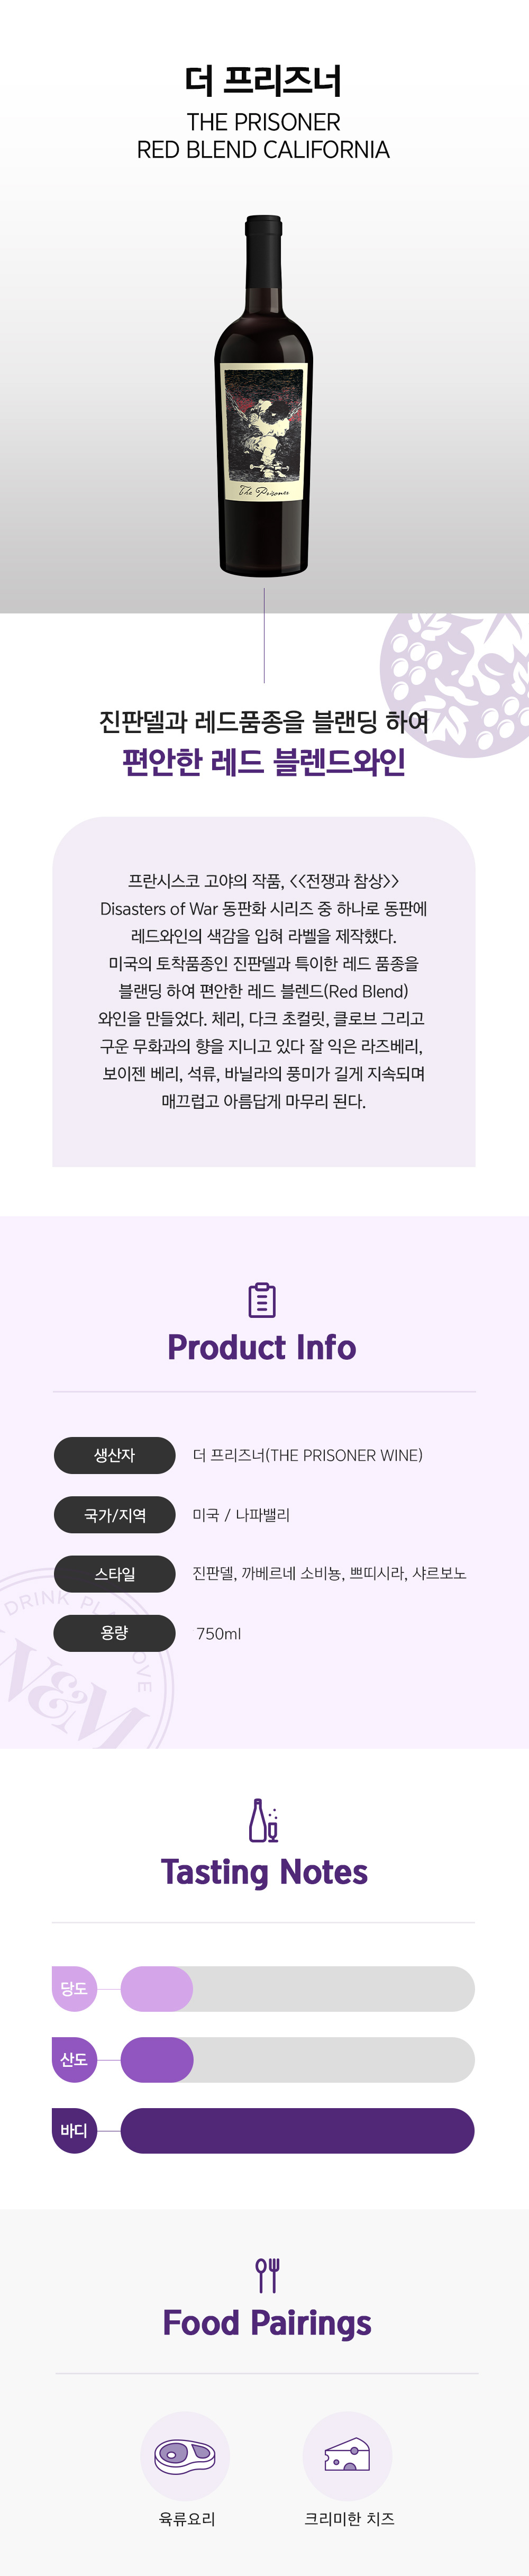 더 프리즈너
THE PRISONER
RED BLEND CALIFORNIA
The Prisoner
진판델과 레드품종을 블랜딩 하여
편안한 레드 블렌드와인
프란시스코 고야의 작품, <<전쟁과 참상>>
Disasters of War 동판화 시리즈 중 하나로 동판에
레드와인의 색감을 입혀 라벨을 제작했다.
미국의 토착품종인 진판델과 특이한 레드 품종을
블랜딩 하여 편안한 레드 블렌드(Red Blend)
와인을 만들었다. 체리, 다크 초컬릿, 클로브 그리고
구운 무화과의 향을 지니고 있다 잘 익은 라즈베리,
보이젠 베리, 석류, 바닐라의 풍미가 길게 지속되며
매끄럽고 아름답게 마무리 된다.
Product Info
생산자 더 프리즈너(THE PRISONER WINE)
국가/지역 미국 / 나파밸리
스타일 진판델, 까베르네 소비뇽, 쁘띠시라, 샤르보노
용량 750ml
DRINK
W&M
Tasting Notes
당도
산도
바디
Food Pairings
육류요리 크리미한 치즈